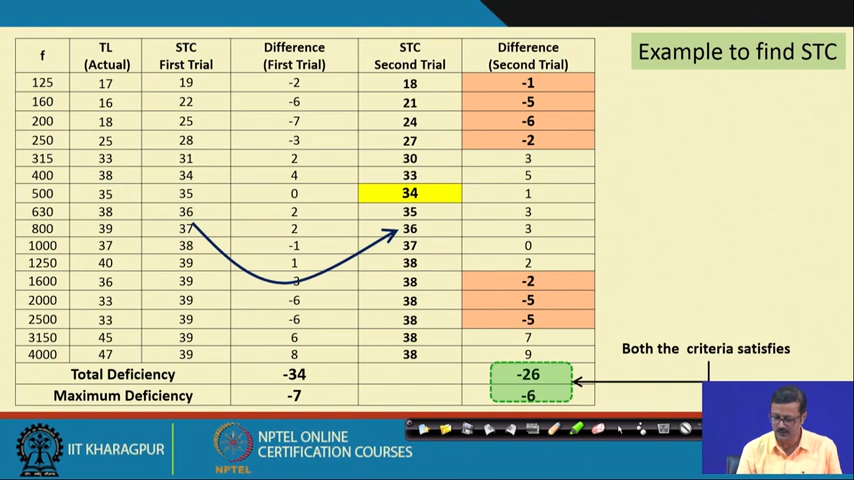 Example to find STC
f TL (Actual) STC First Trial Difference (First Trial) STC Second Trial Difference (Second Trial)
125 17 19 -2 18 -1
160 16 22 -6 21 -5
200 18 25 -7 24 -6
250 25 28 -3 27 -2
315 33 31 2 30 3
400 38 34 4 33 5
500 35 35 0 34 1
630 38 36 2 35 3
800 39 37 2 36 3
1000 37 38 -1 37 0
1250 40 39 1 38 2
1600 36 39 -3 38 -2
2000 33 39 -6 38 -5
2500 33 39 -6 38 -5
3150 45 39 6 38 7
4000 47 39 8 38 9
Total Deficiency -34 -26
Maximum Deficiency -7 -6
Both the criteria satisfies
IIT KHARAGPUR
NPTEL
NPTEL ONLINE
CERTIFICATION COURSES